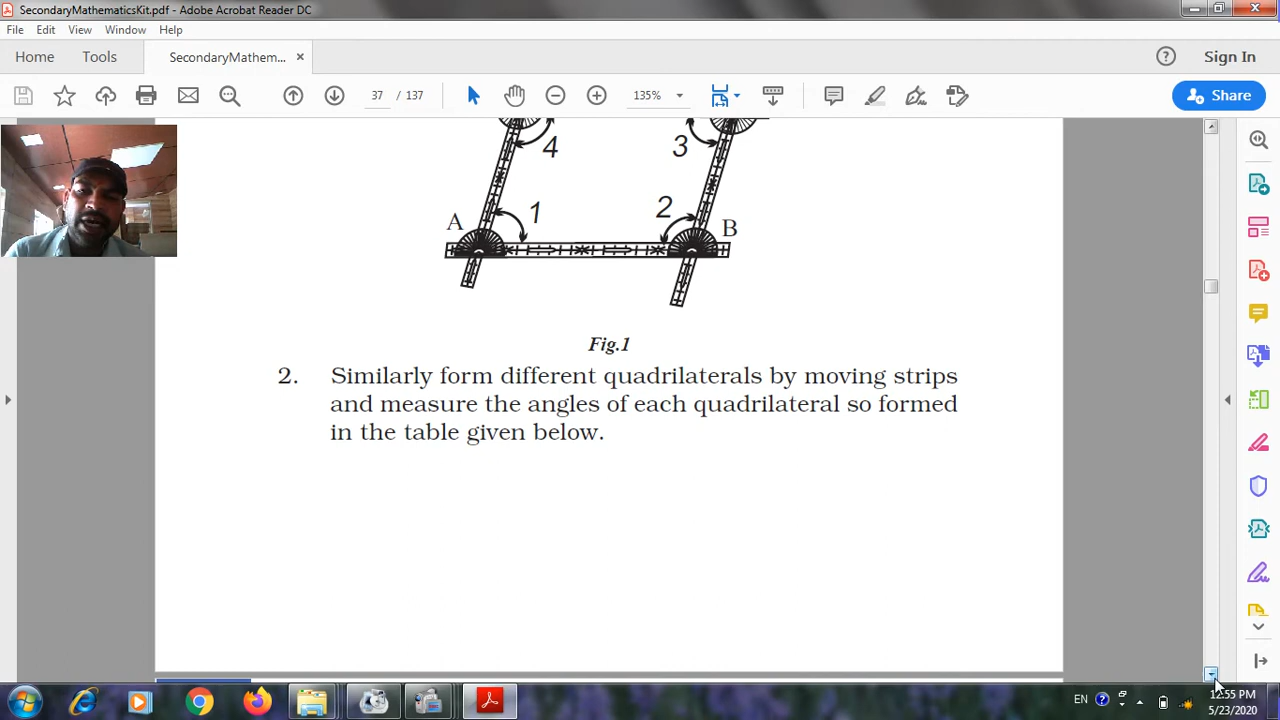 SecondaryMathematicsKit.pdf - Adobe Acrobat Reader DC
File Edit View Window Help
Home Tools SecondaryMathem... ×
Sign In
37 / 137
135%
Share
4 3
A 1 2 B
Fig.1
2. Similarly form different quadrilaterals by moving strips
and measure the angles of each quadrilateral so formed
in the table given below.
EN
12:55 PM
5/23/2020